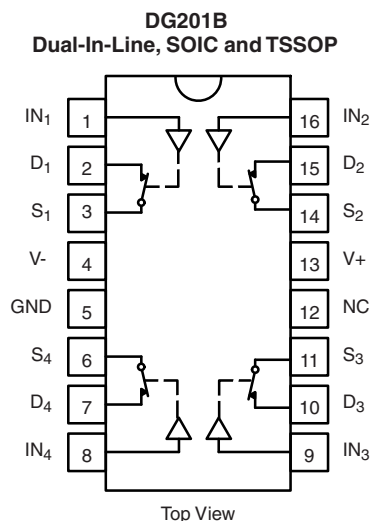 DG201B
Dual-In-Line, SOIC and TSSOP
IN₁ 1 16 IN₂
D₁ 2 15 D₂
S₁ 3 14 S₂
V- 4 13 V+
GND 5 12 NC
S₄ 6 11 S₃
D₄ 7 10 D₃
IN₄ 8 9 IN₃
Top View